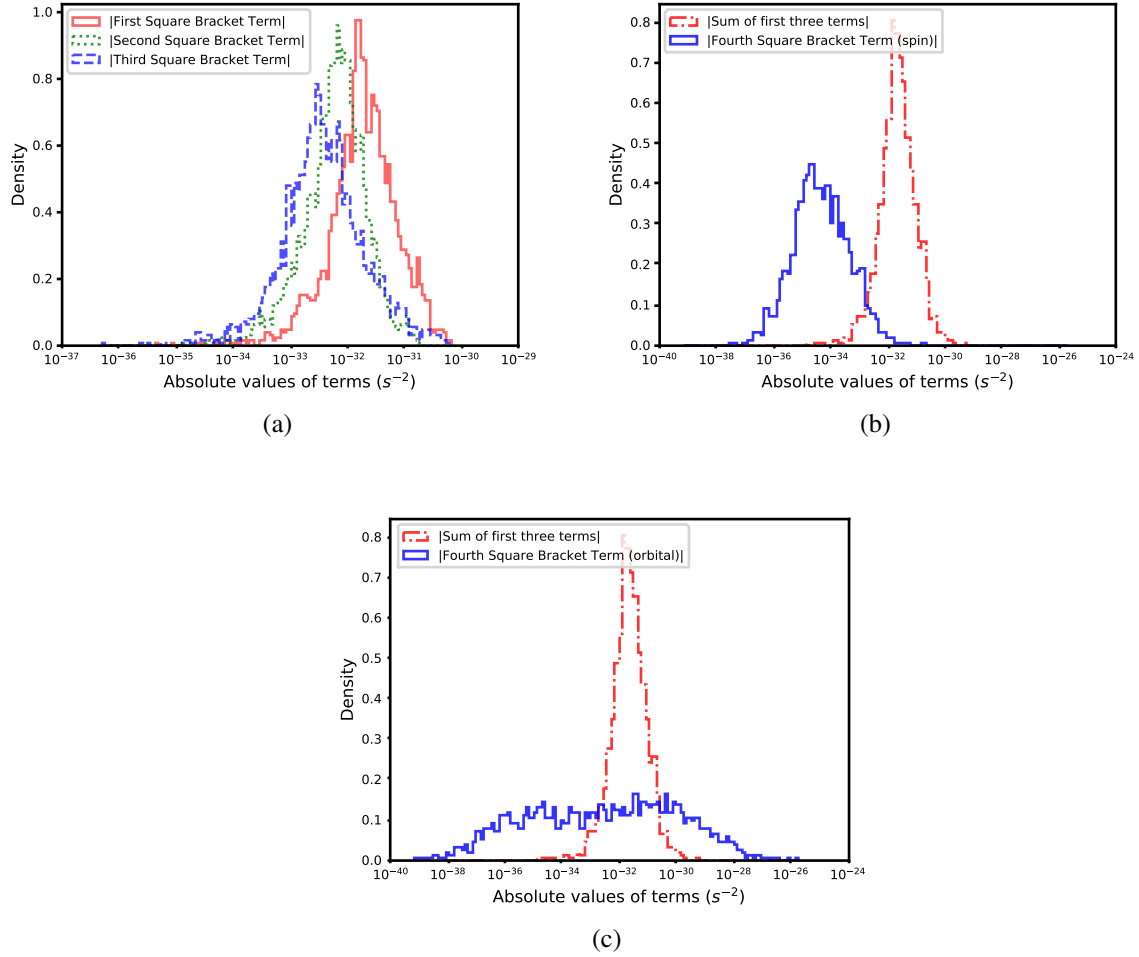 |First Square Bracket Term|
|Second Square Bracket Term|
|Third Square Bracket Term|
1.0
0.8
0.6
0.4
0.2
0.0
Density
10⁻³⁷ 10⁻³⁶ 10⁻³⁵ 10⁻³⁴ 10⁻³³ 10⁻³² 10⁻³¹ 10⁻³⁰ 10⁻²⁹
Absolute values of terms (s⁻²)
(a)
|Sum of first three terms|
|Fourth Square Bracket Term (spin)|
0.8
0.7
0.6
0.5
0.4
0.3
0.2
0.1
0.0
Density
10⁻⁴⁰ 10⁻³⁸ 10⁻³⁶ 10⁻³⁴ 10⁻³² 10⁻³⁰ 10⁻²⁸ 10⁻²⁶ 10⁻²⁴
Absolute values of terms (s⁻²)
(b)
|Sum of first three terms|
|Fourth Square Bracket Term (orbital)|
0.8
0.7
0.6
0.5
0.4
0.3
0.2
0.1
0.0
Density
10⁻⁴⁰ 10⁻³⁸ 10⁻³⁶ 10⁻³⁴ 10⁻³² 10⁻³⁰ 10⁻²⁸ 10⁻²⁶ 10⁻²⁴
Absolute values of terms (s⁻²)
(c)